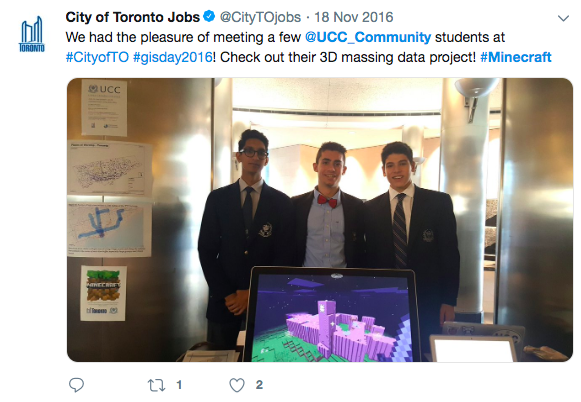 City of Toronto Jobs @CityTOjobs · 18 Nov 2016
TORONTO
We had the pleasure of meeting a few @UCC_Community students at
#CityofTO #gisday2016! Check out their 3D massing data project! #Minecraft
UCC
MINECRAFT
TORONTO
1
2